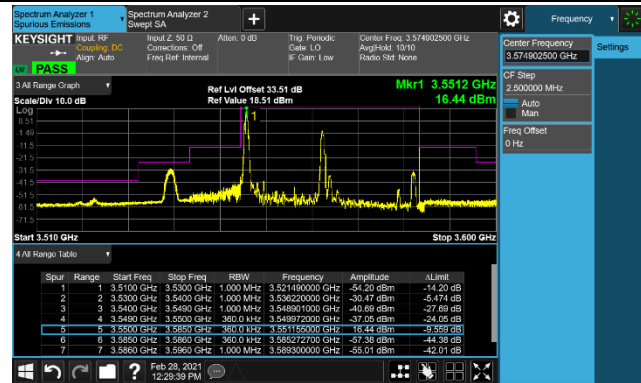 Spectrum Analyzer 1
Spurious Emissions
Spectrum Analyzer 2
Swept SA
+
Frequency
KEYSIGHT
Input: RF
Coupling: DC
Align: Auto
Input Z: 50 Ω
Corrections: Off
Freq Ref: Internal
Atten: 0 dB
Trig: Periodic
Gate: LO
IF Gain: Low
Center Freq: 3.574902500 GHz
Avg|Hold: 10/10
Radio Std: None
PASS
Center Frequency
3.574902500 GHz
Settings
CF Step
2.500000 MHz
Auto
Man
Freq Offset
0 Hz
3 All Range Graph
Scale/Div 10.0 dB
Ref Lvl Offset 33.51 dB
Ref Value 18.51 dBm
Mkr1 3.5512 GHz
16.44 dBm
Log
8.51
-1.49
-11.5
-21.5
-31.5
-41.5
-51.5
-61.5
-71.5
1
Start 3.510 GHz
Stop 3.600 GHz
4 All Range Table
Spur Range Start Freq Stop Freq RBW Frequency Amplitude ΔLimit
1 1 3.5100 GHz 3.5300 GHz 1.000 MHz 3.521490000 GHz -54.20 dBm -14.20 dB
2 2 3.5300 GHz 3.5400 GHz 1.000 MHz 3.536220000 GHz -30.47 dBm -5.474 dB
3 3 3.5400 GHz 3.5490 GHz 1.000 MHz 3.548901000 GHz -40.69 dBm -27.69 dB
4 4 3.5490 GHz 3.5500 GHz 360.0 kHz 3.549972000 GHz -37.05 dBm -24.05 dB
5 5 3.5500 GHz 3.5850 GHz 360.0 kHz 3.551155000 GHz 16.44 dBm -9.559 dB
6 6 3.5850 GHz 3.5860 GHz 360.0 kHz 3.585272700 GHz -57.38 dBm -44.38 dB
7 7 3.5860 GHz 3.5960 GHz 1.000 MHz 3.589300000 GHz -55.01 dBm -42.01 dB
?
Feb 28, 2021
12:29:39 PM